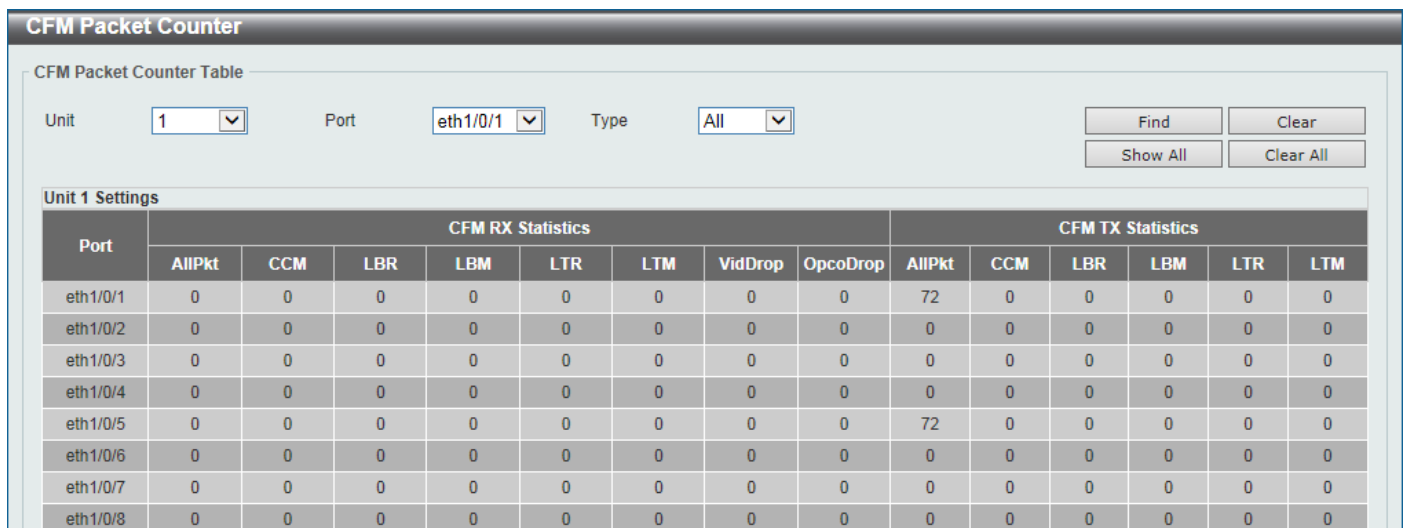 CFM Packet Counter
CFM Packet Counter Table
Unit 1 Port eth1/0/1 Type All Find Clear
Show All Clear All
Unit 1 Settings
Port CFM RX Statistics CFM TX Statistics
AllPkt CCM LBR LBM LTR LTM VidDrop OpcoDrop AllPkt CCM LBR LBM LTR LTM
eth1/0/1 0 0 0 0 0 0 0 0 72 0 0 0 0 0
eth1/0/2 0 0 0 0 0 0 0 0 0 0 0 0 0 0
eth1/0/3 0 0 0 0 0 0 0 0 0 0 0 0 0 0
eth1/0/4 0 0 0 0 0 0 0 0 0 0 0 0 0 0
eth1/0/5 0 0 0 0 0 0 0 0 72 0 0 0 0 0
eth1/0/6 0 0 0 0 0 0 0 0 0 0 0 0 0 0
eth1/0/7 0 0 0 0 0 0 0 0 0 0 0 0 0 0
eth1/0/8 0 0 0 0 0 0 0 0 0 0 0 0 0 0